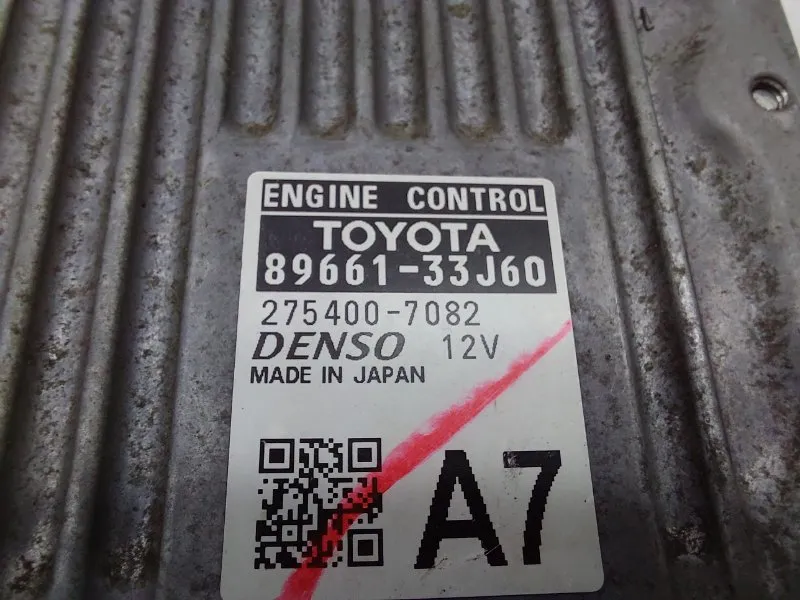 ENGINE CONTROL
TOYOTA
89661-33J60
275400-7082
DENSO 12V
MADE IN JAPAN
A7